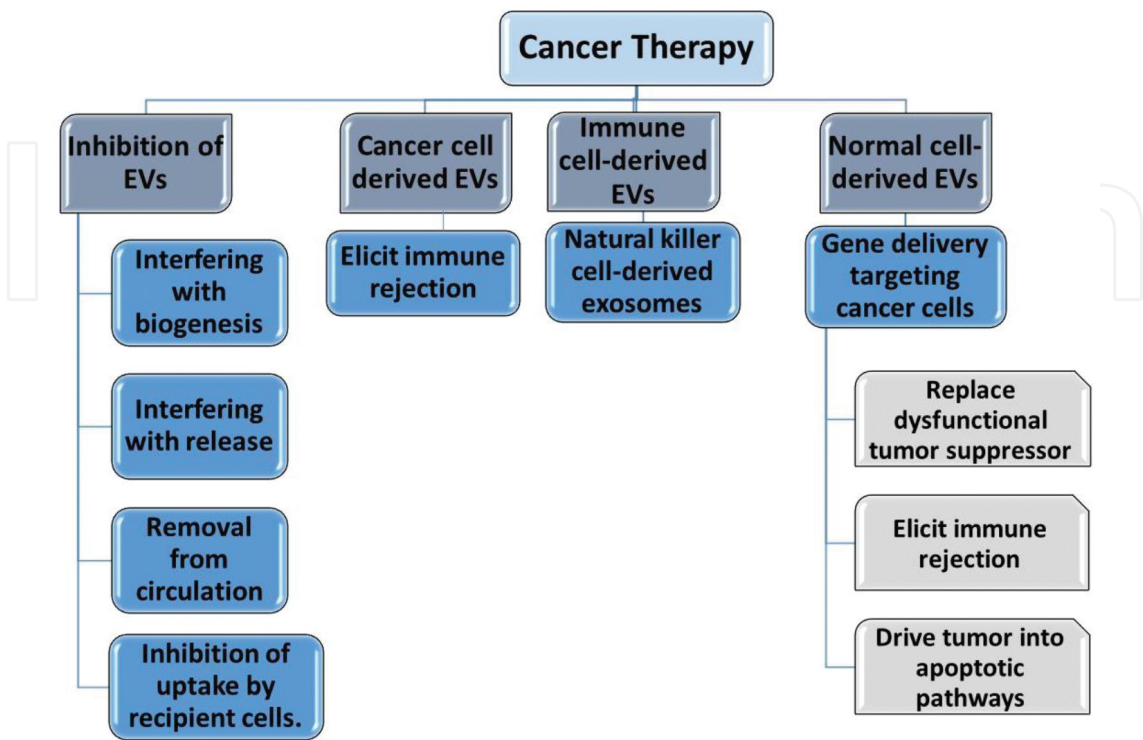 Cancer Therapy
Inhibition of
EVs
Cancer cell
derived EVs
Immune
cell-derived
EVs
Normal cell-
derived EVs
Interfering
with
biogenesis
Interfering
with release
Removal
from
circulation
Inhibition of
uptake by
recipient cells.
Elicit immune
rejection
Natural killer
cell-derived
exosomes
Gene delivery
targeting
cancer cells
Replace
dysfunctional
tumor suppressor
Elicit immune
rejection
Drive tumor into
apoptotic
pathways